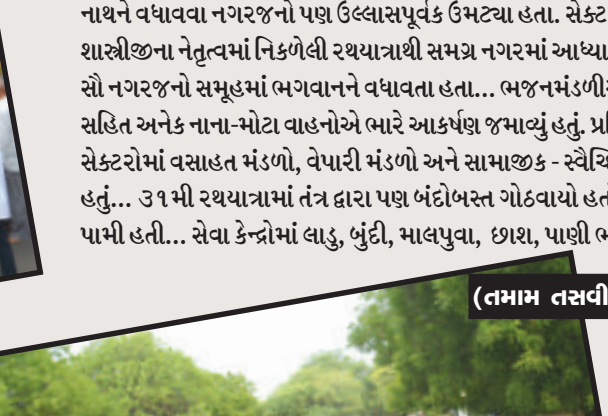 નાથને વધાવવા નગરજનો પણ ઉલ્લાસપૂર્વક ઉમટ્યા હતા. સેક્ટ
શાસ્ત્રીજીના નેતૃત્વમાં નિકળેલી રથયાત્રાથી સમગ્ર નગરમાં આધ્યા
સૌ નગરજનો સમૂહમાં ભગવાનને વધાવતા હતા... ભજનમંડળી
સહિત અનેક નાના-મોટા વાહનોએ ભારે આકર્ષણ જમાવ્યું હતું. પ્ર
સેક્ટરોમાં વસાહત મંડળો, વેપારી મંડળો અને સામાજીક - સ્વૈચિ
હતું... ૩૧મી રથયાત્રામાં તંત્ર દ્વારા પણ બંદોબસ્ત ગોઠવાયો હતો
પામી હતી... સેવા કેન્દ્રોમાં લાડુ, બુંદી, માલપુવા, છાશ, પાણી ભ
(તમામ તસવી